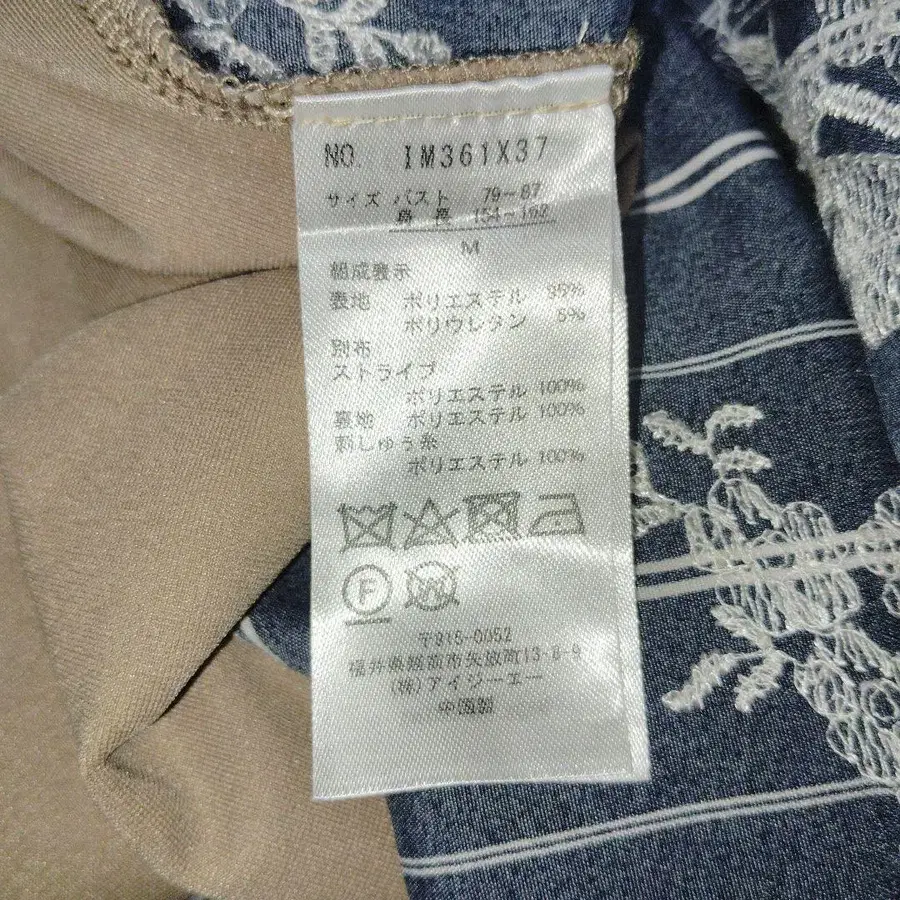 NO. IM361X37
サイズ バスト 79-87
身長 154-162
M
組成表示
表地 ポリエステル 95%
ポリウレタン 5%
別布
ストライプ
ポリエステル 100%
裏地 ポリエステル 100%
刺しゅう糸
ポリエステル 100%
F
W
〒915-0052
福井県越前市矢放町13-8-9
(株)アイジーエー
中国製